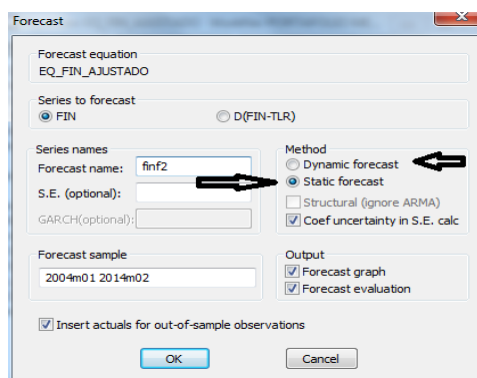 Forecast
Forecast equation
EQ_FIN_AJUSTADO
Series to forecast
FIN
D(FIN-TLR)
Series names
Forecast name: finf2
S.E. (optional):
GARCH(optional):
Method
Dynamic forecast
Static forecast
Structural (ignore ARMA)
Coef uncertainty in S.E. calc
Forecast sample
2004m01 2014m02
Output
Forecast graph
Forecast evaluation
Insert actuals for out-of-sample observations
OK
Cancel